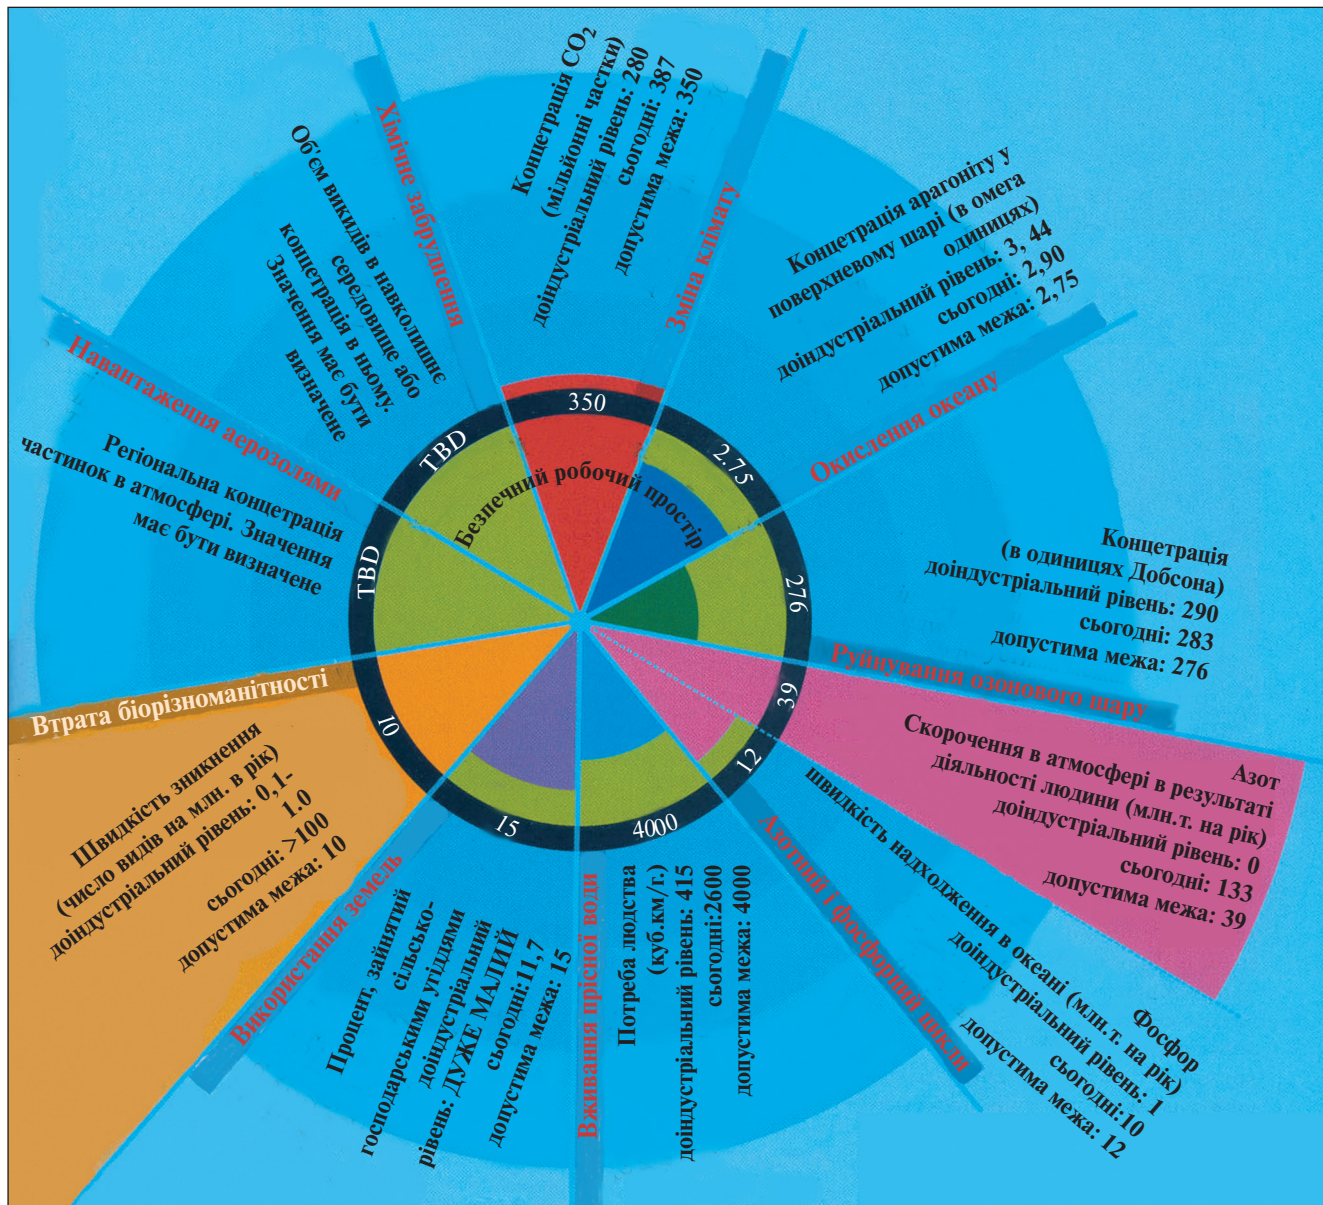 Хімічне забруднення
Об'єм викидів в навколишнє
середовище або
концетрація в ньому.
Значення має бути
визначене
Концетрація CO2
(мільйонні частки)
доіндустріальний рівень: 280
сьогодні: 387
допустима межа: 350
Зміна клімату
Концетрація арагоніту у
поверхневому шарі (в омега
одиницях)
доіндустріальний рівень: 3, 44
сьогодні: 2,90
допустима межа: 2,75
Окислення океану
Концетрація
(в одиницях Добсона)
доіндустріальний рівень: 290
сьогодні: 283
допустима межа: 276
Руйнування озонового шару
Азот
Скорочення в атмосфері в результаті
діяльності людини (млн.т. на рік)
доіндустріальний рівень: 0
сьогодні: 133
допустима межа: 39
Фосфор
швидкість надходження в океані (млн.т. на рік)
доіндустріальний рівень: 1
сьогодні:10
допустима межа: 12
Азотний і фосфорний цикли
Потреба людства
(куб.км/г.)
доіндустріальний рівень: 415
сьогодні:2600
допустима межа: 4000
Вживання прісної води
Процент, зайнятий
сільсько-
господарськими угіддями
доіндустріальний
рівень: ДУЖЕ МАЛИЙ
сьогодні: 11,7
допустима межа: 15
Використання земель
Швидкість зникнення
(число видів на млн. в рік)
доіндустріальний рівень: 0,1-
1.0
сьогодні: >100
допустима межа: 10
Втрата біорізноманітності
Регіональна концетрація
частинок в атмосфері. Значення
має бути визначене
Навантаження аерозолями
Безпечний робочий простір
350
2.75
276
39
12
4000
15
10
TBD
TBD